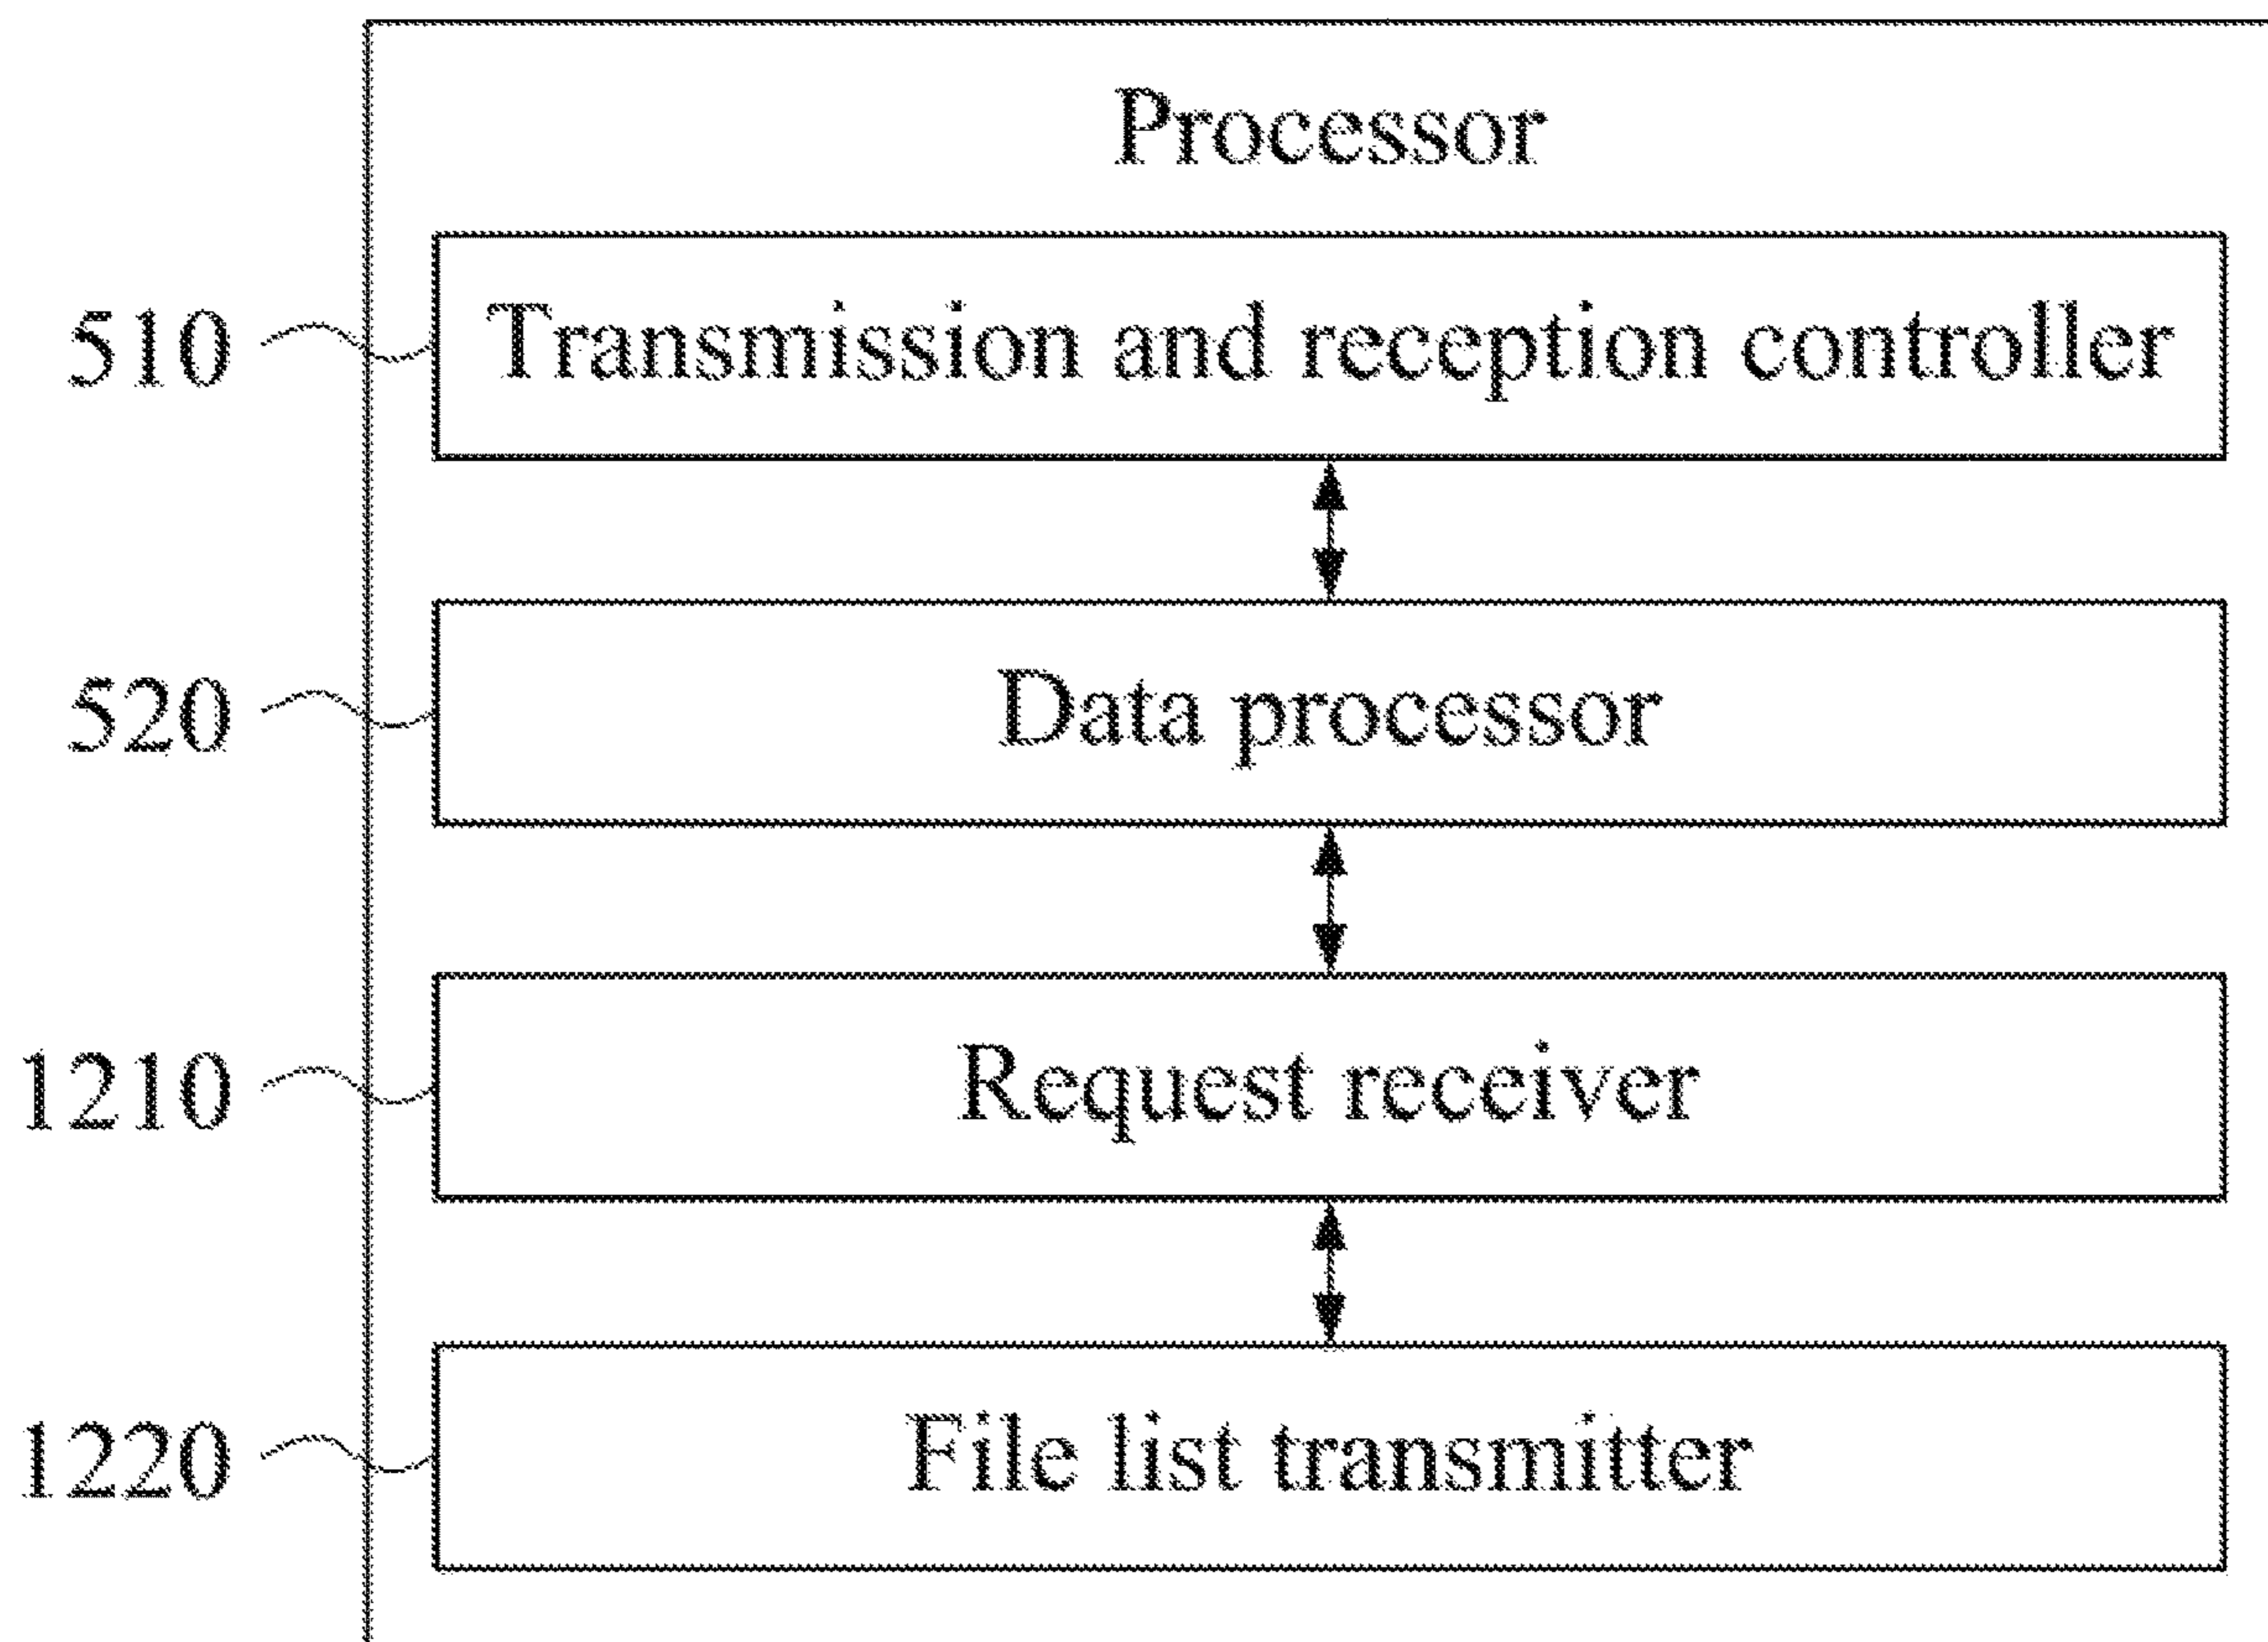 Processor
510 Transmission and reception controller
520 Data processor
1210 Request receiver
1220 File list transmitter